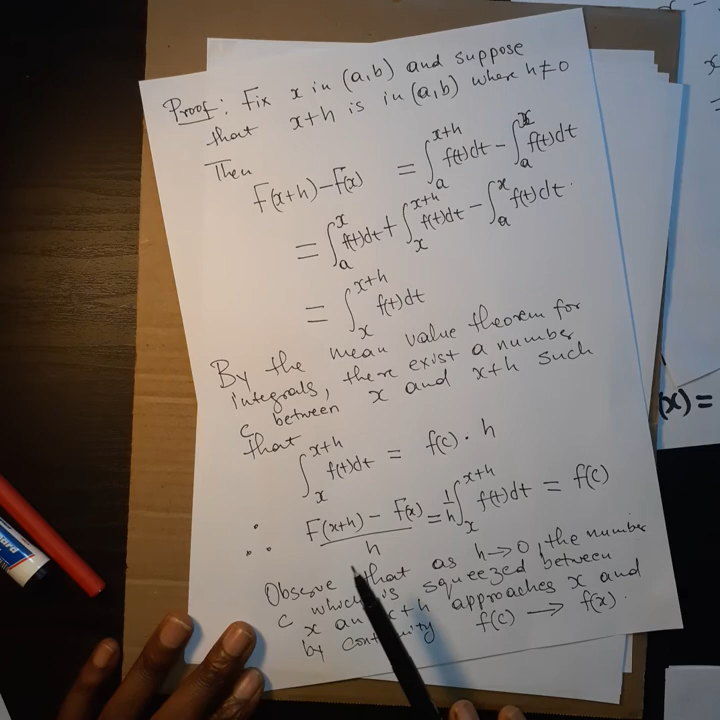 Proof: Fix x in (a,b) and suppose
that x+h is in (a,b) where h≠0
Then
F(x+h)-F(x) = ∫_a^{x+h} f(t)dt - ∫_a^x f(t)dt
= ∫_a^x f(t)dt + ∫_x^{x+h} f(t)dt - ∫_a^x f(t)dt.
= ∫_x^{x+h} f(t)dt
By the mean value theorem for
integrals, there exist a number
c between x and x+h such
that
∫_x^{x+h} f(t)dt = f(c)·h
∴ (F(x+h) - F(x))/h = 1/h ∫_x^{x+h} f(t)dt = f(c)
Observe that as h→0, the number
c which is squeezed between
x and x+h approaches x and
by continuity f(c) → f(x).
(x) =